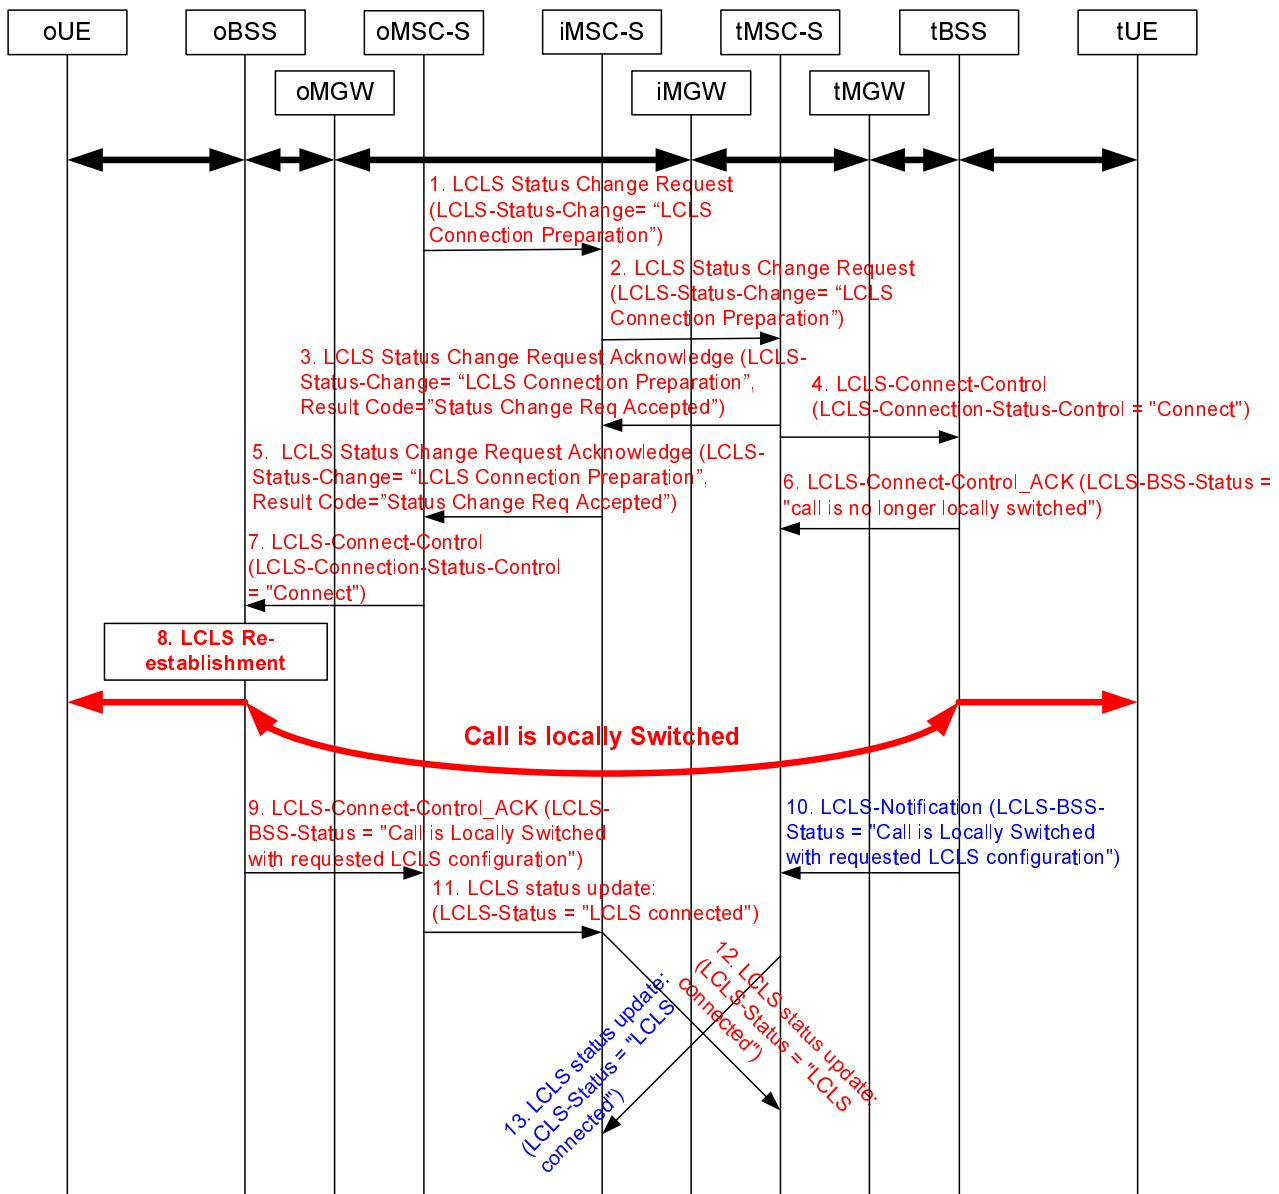 oUE
oBSS
oMSC-S
iMSC-S
tMSC-S
tBSS
tUE
oMGW
iMGW
tMGW
1. LCLS Status Change Request
(LCLS-Status-Change= “LCLS
Connection Preparation”)
2. LCLS Status Change Request
(LCLS-Status-Change= “LCLS
Connection Preparation”)
3. LCLS Status Change Request Acknowledge (LCLS-
Status-Change= “LCLS Connection Preparation”,
Result Code=”Status Change Req Accepted”)
4. LCLS-Connect-Control
(LCLS-Connection-Status-Control = "Connect")
5. LCLS Status Change Request Acknowledge (LCLS-
Status-Change= “LCLS Connection Preparation”,
Result Code=”Status Change Req Accepted”)
6. LCLS-Connect-Control_ACK (LCLS-BSS-Status =
"call is no longer locally switched")
7. LCLS-Connect-Control
(LCLS-Connection-Status-Control
= "Connect")
8. LCLS Re-
establishment
Call is locally Switched
9. LCLS-Connect-Control_ACK (LCLS-
BSS-Status = "Call is Locally Switched
with requested LCLS configuration")
10. LCLS-Notification (LCLS-BSS-
Status = "Call is Locally Switched
with requested LCLS configuration")
11. LCLS status update:
(LCLS-Status = "LCLS connected")
12. LCLS status update:
(LCLS-Status = "LCLS
connected")
13. LCLS status update:
(LCLS-Status = "LCLS
connected")